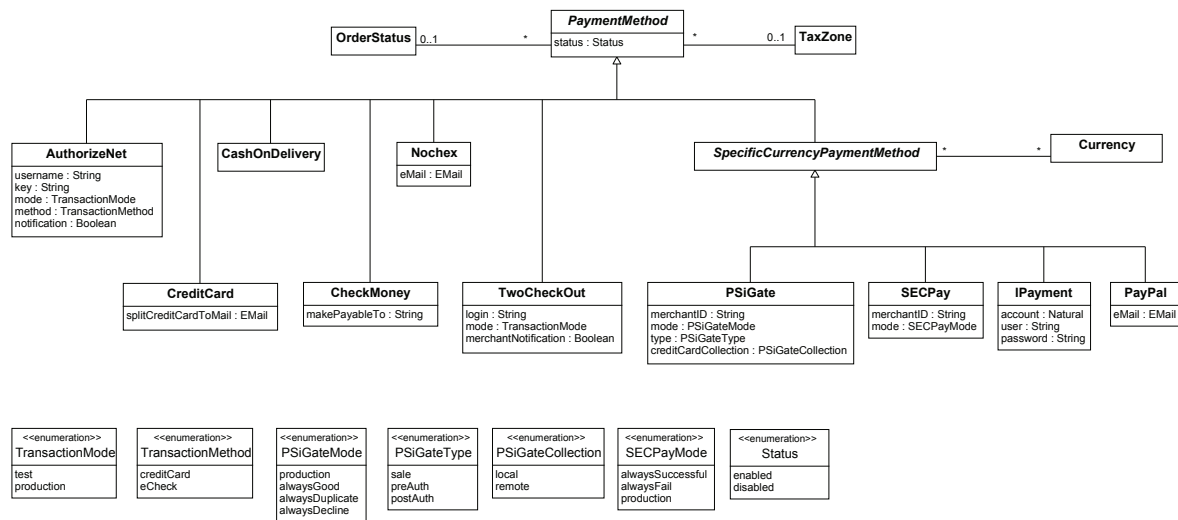 PaymentMethod
status : Status
OrderStatus
0..1
*
*
0..1
TaxZone
AuthorizeNet
username : String
key : String
mode : TransactionMode
method : TransactionMethod
notification : Boolean
CashOnDelivery
Nochex
eMail : EMail
SpecificCurrencyPaymentMethod
*
*
Currency
CreditCard
splitCreditCardToMail : EMail
CheckMoney
makePayableTo : String
TwoCheckOut
login : String
mode : TransactionMode
merchantNotification : Boolean
PSiGate
merchantID : String
mode : PSiGateMode
type : PSiGateType
creditCardCollection : PSiGateCollection
SECPay
merchantID : String
mode : SECPayMode
IPayment
account : Natural
user : String
password : String
PayPal
eMail : EMail
<<enumeration>>
TransactionMode
test
production
<<enumeration>>
TransactionMethod
creditCard
eCheck
<<enumeration>>
PSiGateMode
production
alwaysGood
alwaysDuplicate
alwaysDecline
<<enumeration>>
PSiGateType
sale
preAuth
postAuth
<<enumeration>>
PSiGateCollection
local
remote
<<enumeration>>
SECPayMode
alwaysSuccessful
alwaysFail
production
<<enumeration>>
Status
enabled
disabled